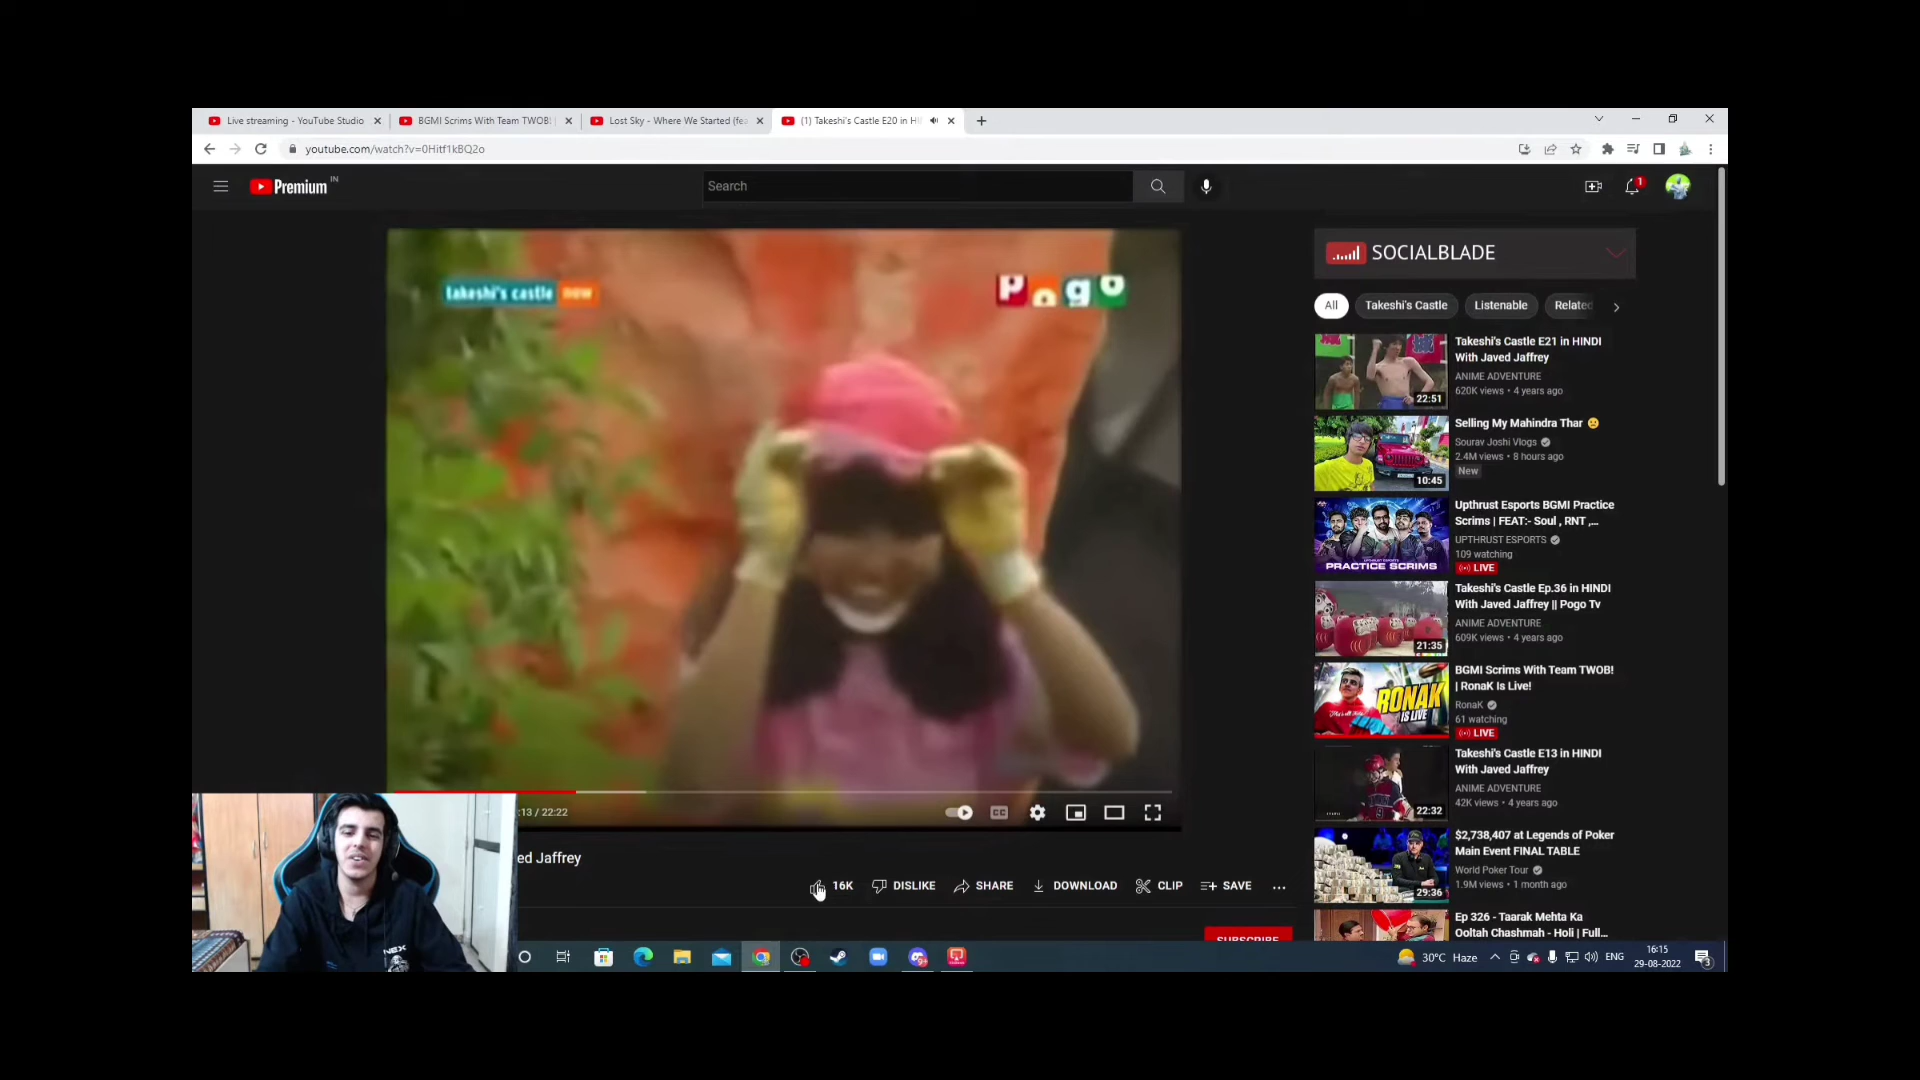 Live streaming - YouTube Studio
BGMI Scrims With Team TWOB!
Lost Sky - Where We Started (fea
(1) Takeshi's Castle E20 in HI
youtube.com/watch?v=0Hitf1kBQ2o
Premium IN
Search
1
takeshi's castle now
Pogo
SOCIALBLADE
All
Takeshi's Castle
Listenable
Related
Takeshi's Castle E21 in HINDI
With Javed Jaffrey
ANIME ADVENTURE
620K views • 4 years ago
22:51
Selling My Mahindra Thar
Sourav Joshi Vlogs
2.4M views • 8 hours ago
New
10:45
Upthrust Esports BGMI Practice
Scrims | FEAT:- Soul , RNT ,...
UPTHRUST ESPORTS
109 watching
LIVE
PRACTICE SCRIMS
Takeshi's Castle Ep.36 in HINDI
With Javed Jaffrey || Pogo Tv
ANIME ADVENTURE
609K views • 4 years ago
21:35
BGMI Scrims With Team TWOB!
| RonaK Is Live!
RonaK
61 watching
LIVE
RONAK
IS LIVE
Takeshi's Castle E13 in HINDI
With Javed Jaffrey
ANIME ADVENTURE
42K views • 4 years ago
22:32
$2,738,407 at Legends of Poker
Main Event FINAL TABLE
World Poker Tour
1.9M views • 1 month ago
29:36
Ep 326 - Taarak Mehta Ka
Ooltah Chashmah - Holi | Full...
:13 / 22:22
CC
ed Jaffrey
16K
DISLIKE
SHARE
DOWNLOAD
CLIP
SAVE
SUBSCRIBE
NEX
30°C Haze
ENG
16:15
29-08-2022
3